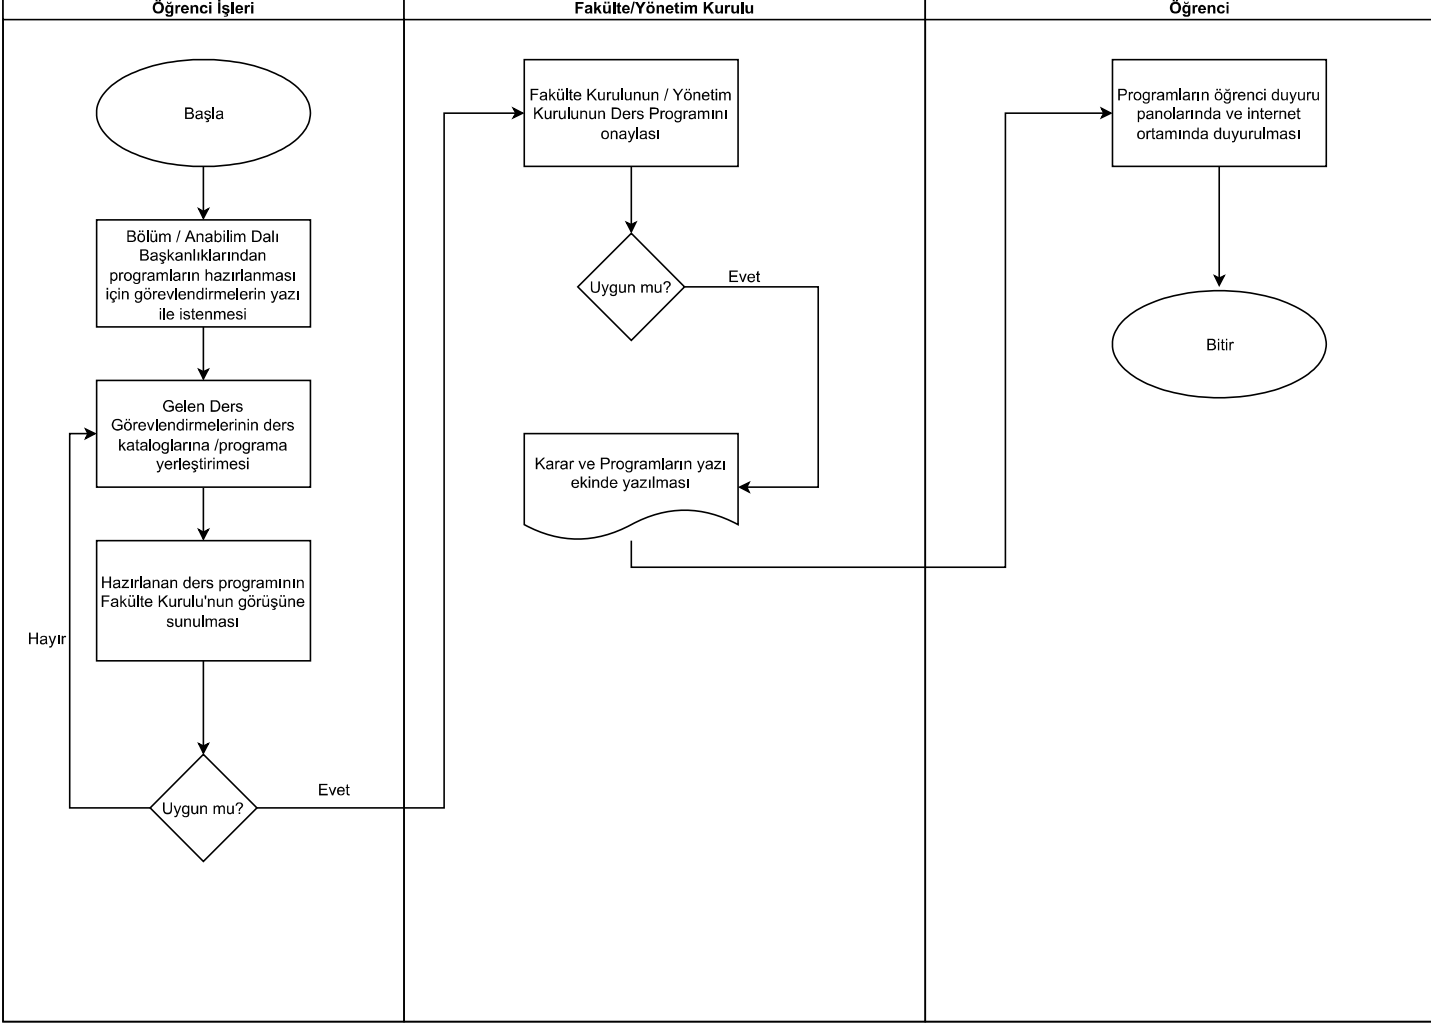 Öğrenci İşleri
Fakülte/Yönetim Kurulu
Öğrenci
Başla
Bölüm / Anabilim Dalı
Başkanlıklarından
programların hazırlanması
için görevlendirmelerin yazı
ile istenmesi
Gelen Ders
Görevlendirmelerinin ders
kataloglarına /programa
yerleştirimesi
Hazırlanan ders programının
Fakülte Kurulu'nun görüşüne
sunulması
Hayır
Uygun mu?
Evet
Fakülte Kurulunun / Yönetim
Kurulunun Ders Programını
onaylası
Uygun mu?
Evet
Karar ve Programların yazı
ekinde yazılması
Programların öğrenci duyuru
panolarında ve internet
ortamında duyurulması
Bitir